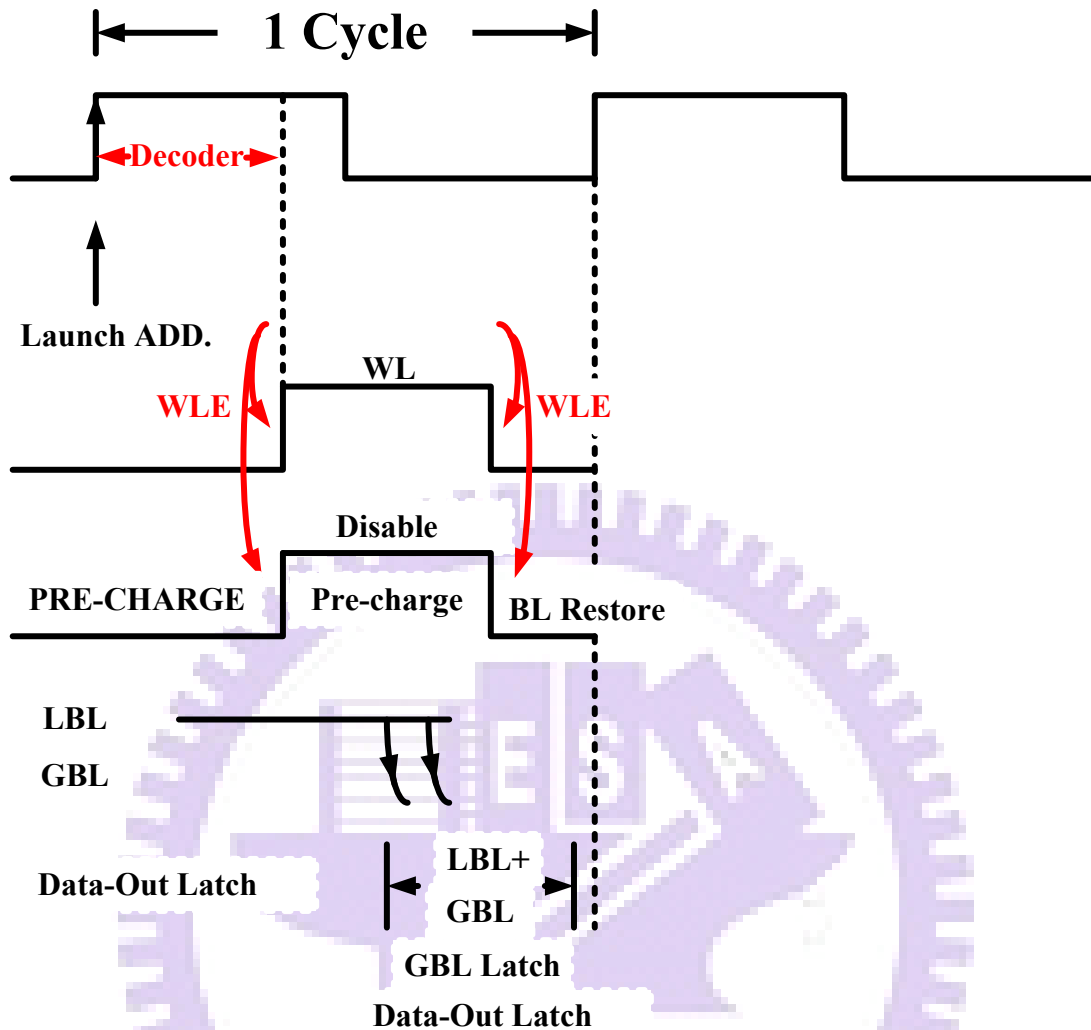 1 Cycle
Decoder
Launch ADD.
WL
WLE
WLE
Disable
PRE-CHARGE
Pre-charge
BL Restore
LBL
GBL
LBL+
Data-Out Latch
GBL
GBL Latch
Data-Out Latch
ES